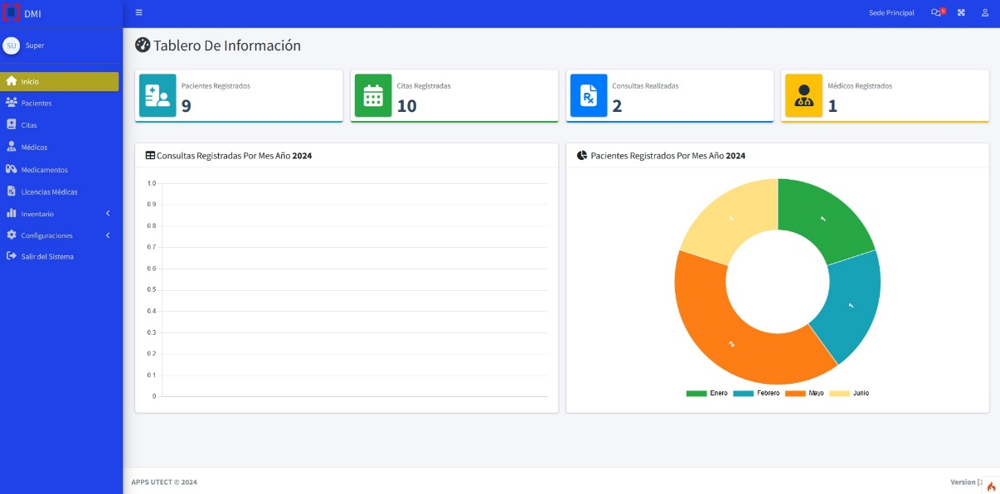 DMI
Sede Principal
0
SU
Super
Inicio
Pacientes
Citas
Médicos
Medicamentos
Licencias Médicas
Inventario
Configuraciones
Salir del Sistema
Tablero De Información
Pacientes Registrados
9
Citas Registradas
10
Consultas Realizadas
2
Médicos Registrados
1
Consultas Registradas Por Mes Año 2024
1.0
0.9
0.8
0.7
0.6
0.5
0.4
0.3
0.2
0.1
0
Pacientes Registrados Por Mes Año 2024
1
1
2
1
Enero Febrero Mayo Junio
APPS UTECT © 2024
Version [